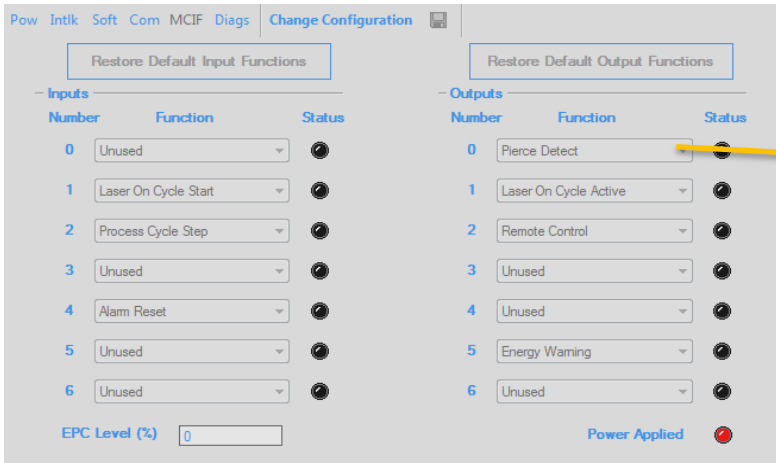 Pow Intlk Soft Com MCIF Diags Change Configuration
Restore Default Input Functions Restore Default Output Functions
Inputs Outputs
Number Function Status Number Function Status
0 Unused 0 Pierce Detect
1 Laser On Cycle Start 1 Laser On Cycle Active
2 Process Cycle Step 2 Remote Control
3 Unused 3 Unused
4 Alarm Reset 4 Unused
5 Unused 5 Energy Warning
6 Unused 6 Unused
EPC Level (%) 0 Power Applied